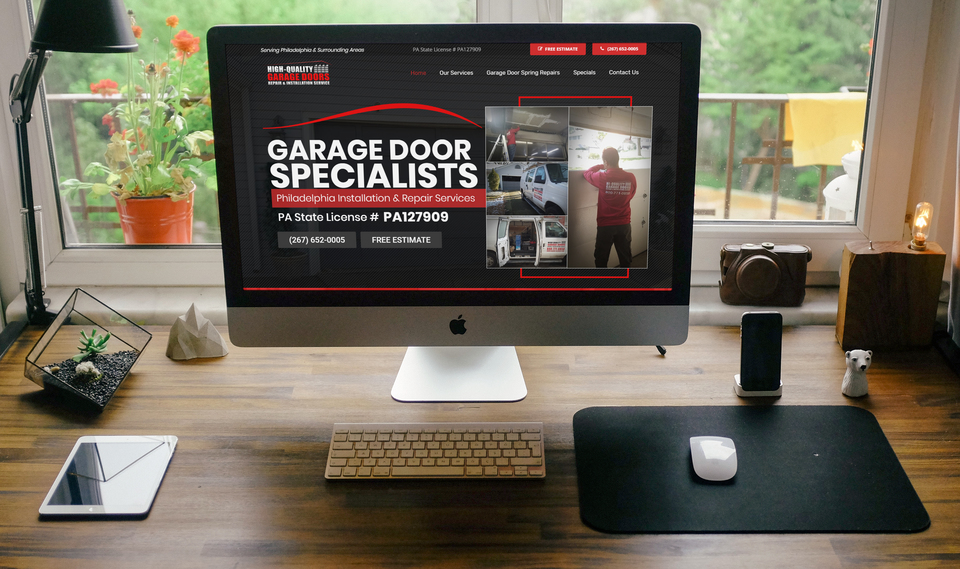 Serving Philadelphia & Surrounding Areas
PA State License # PA127909
FREE ESTIMATE
(267) 652-0005
HIGH-QUALITY
GARAGE DOORS
REPAIR & INSTALLATION SERVICE
Home
Our Services
Garage Door Spring Repairs
Specials
Contact Us
GARAGE DOOR
SPECIALISTS
Philadelphia Installation & Repair Services
PA State License # PA127909
(267) 652-0005
FREE ESTIMATE